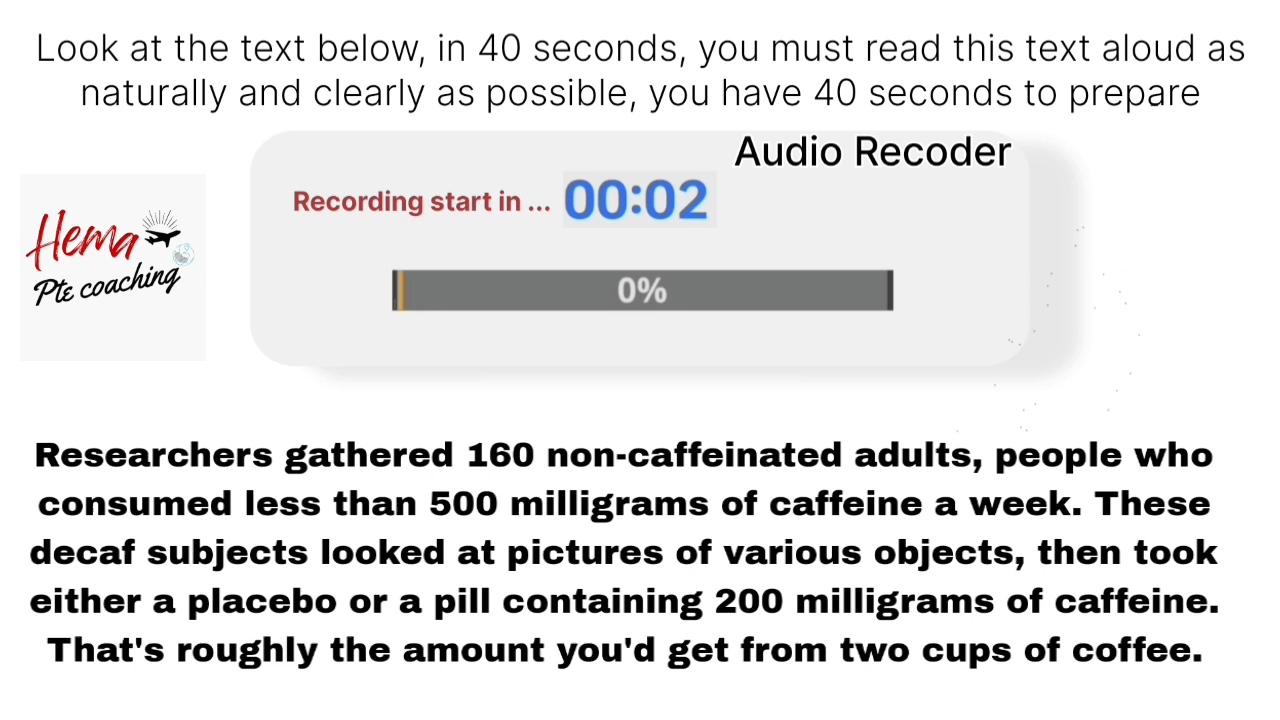 Look at the text below, in 40 seconds, you must read this text aloud as
naturally and clearly as possible, you have 40 seconds to prepare
Audio Recoder
Recording start in ... 00:02
Hema
Pte coaching
0%
Researchers gathered 160 non-caffeinated adults, people who
consumed less than 500 milligrams of caffeine a week. These
decaf subjects looked at pictures of various objects, then took
either a placebo or a pill containing 200 milligrams of caffeine.
That's roughly the amount you'd get from two cups of coffee.